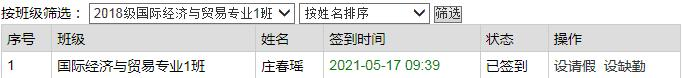 按班级筛选： 2018级国际经济与贸易专业1班 按姓名排序 筛选
序号 班级 姓名 签到时间 状态 操作
1 国际经济与贸易专业1班 庄春瑶 2021-05-17 09:39 已签到 设请假 设缺勤